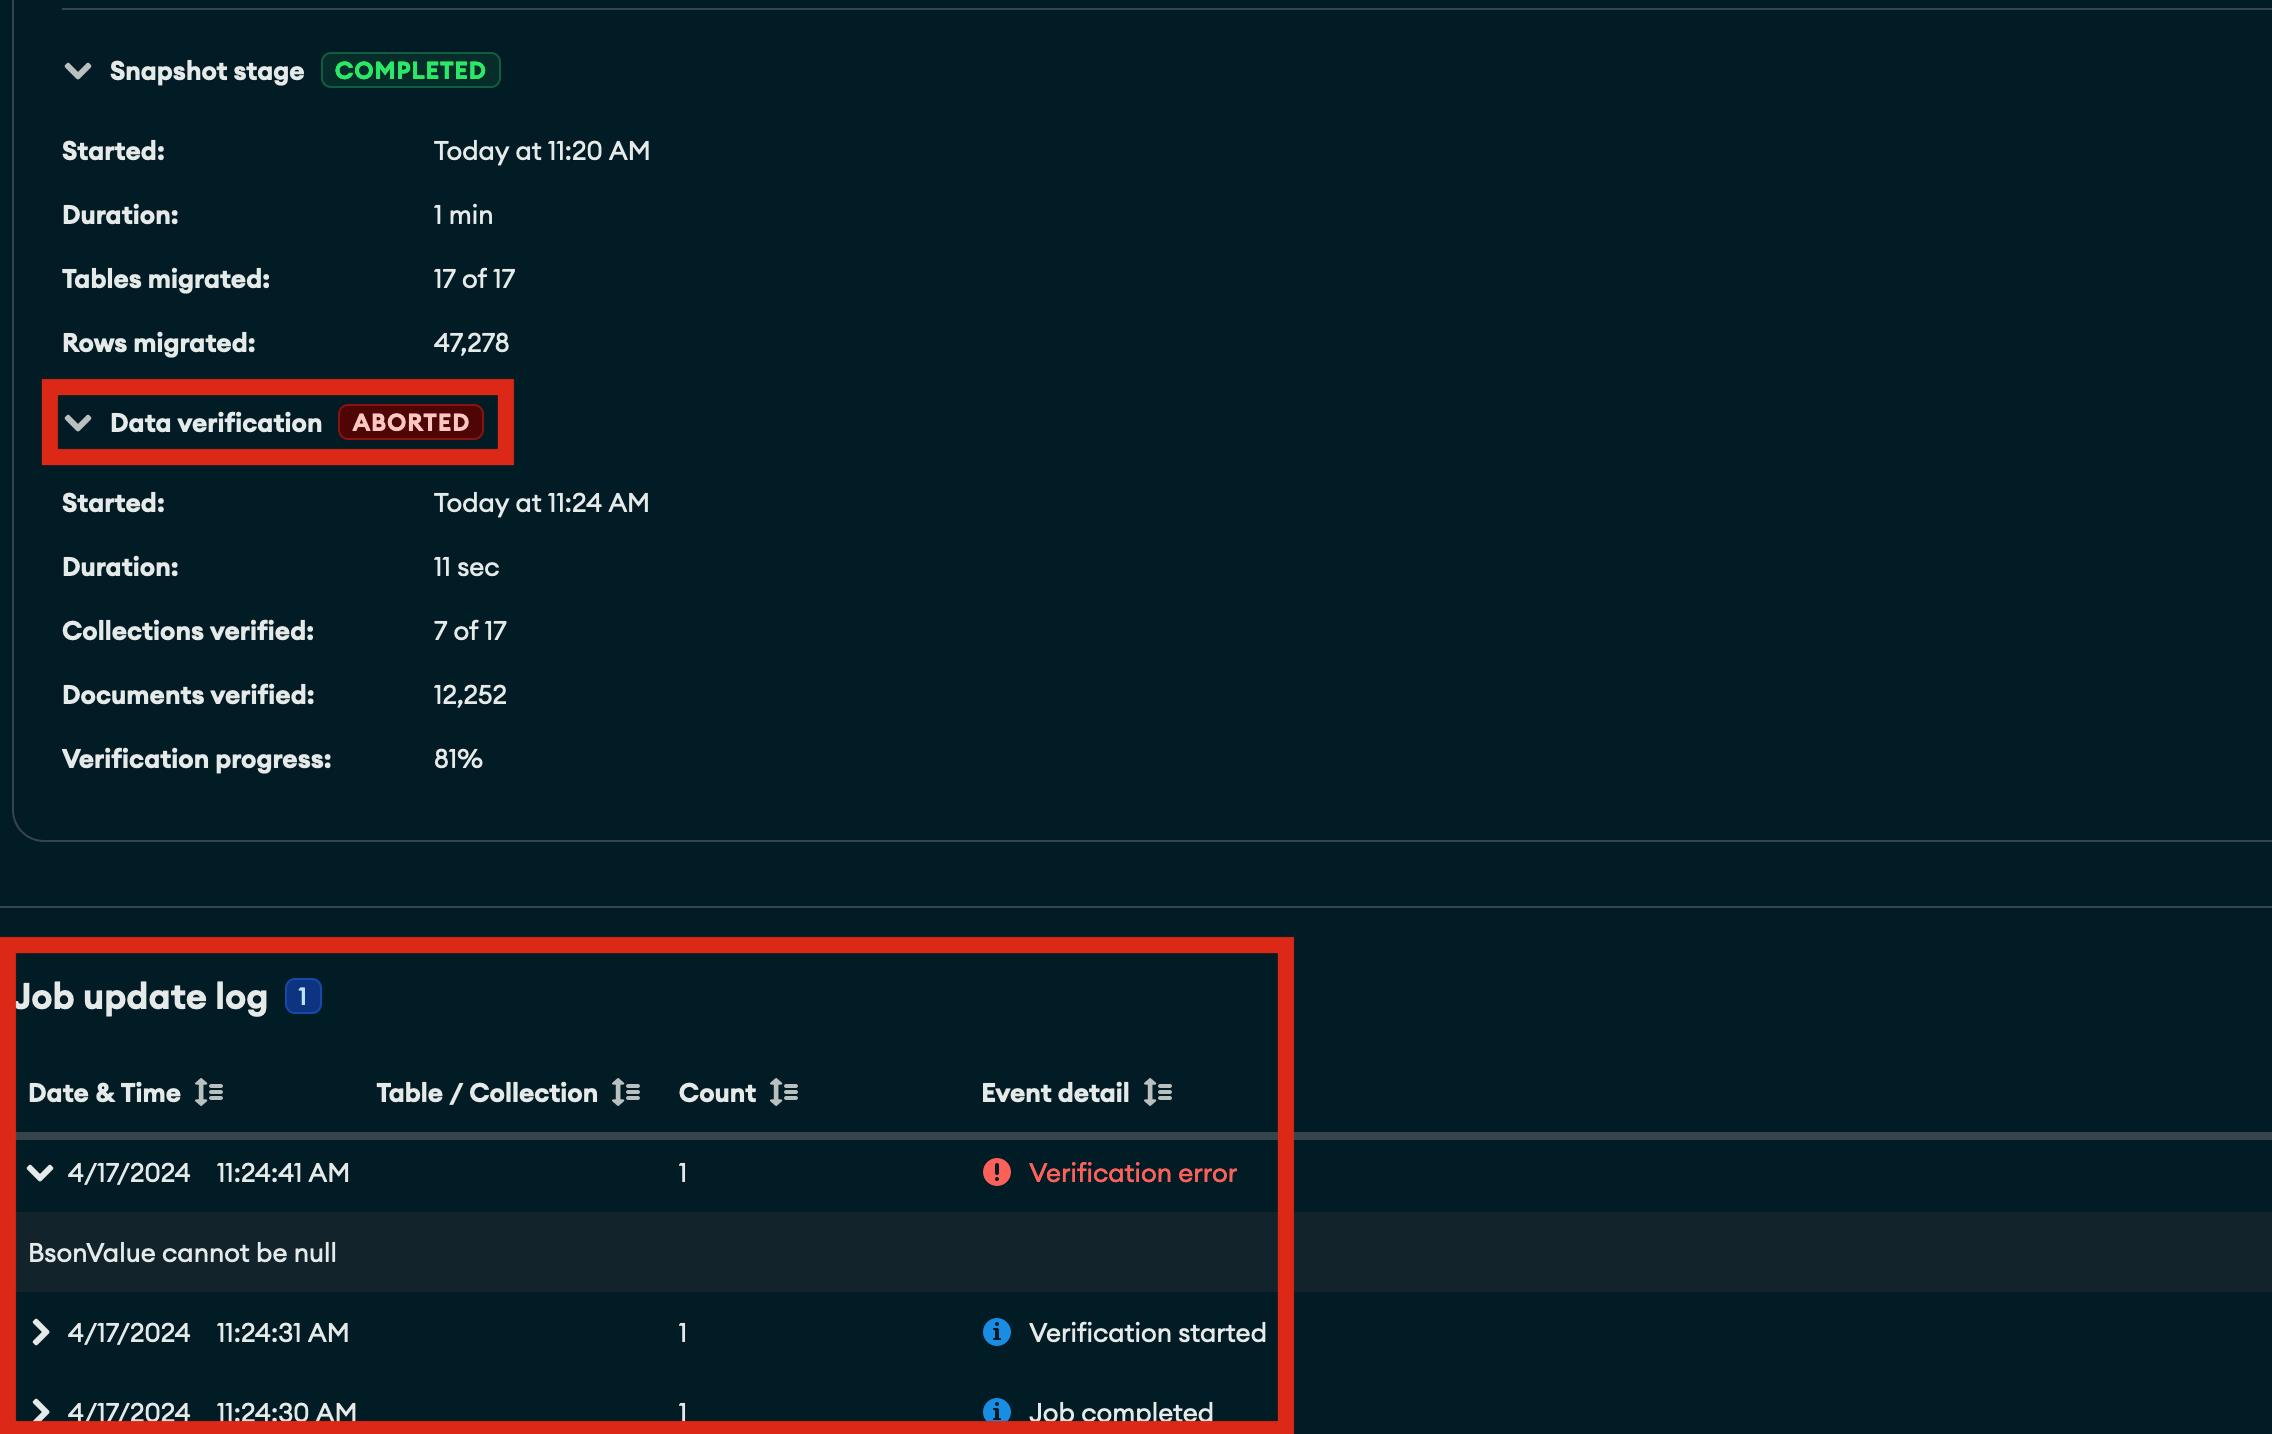 Snapshot stage COMPLETED
Started: Today at 11:20 AM
Duration: 1 min
Tables migrated: 17 of 17
Rows migrated: 47,278
Data verification ABORTED
Started: Today at 11:24 AM
Duration: 11 sec
Collections verified: 7 of 17
Documents verified: 12,252
Verification progress: 81%
Job update log 1
Date & Time Table / Collection Count Event detail
4/17/2024 11:24:41 AM 1 Verification error
BsonValue cannot be null
4/17/2024 11:24:31 AM 1 Verification started
4/17/2024 11:24:30 AM 1 Job completed